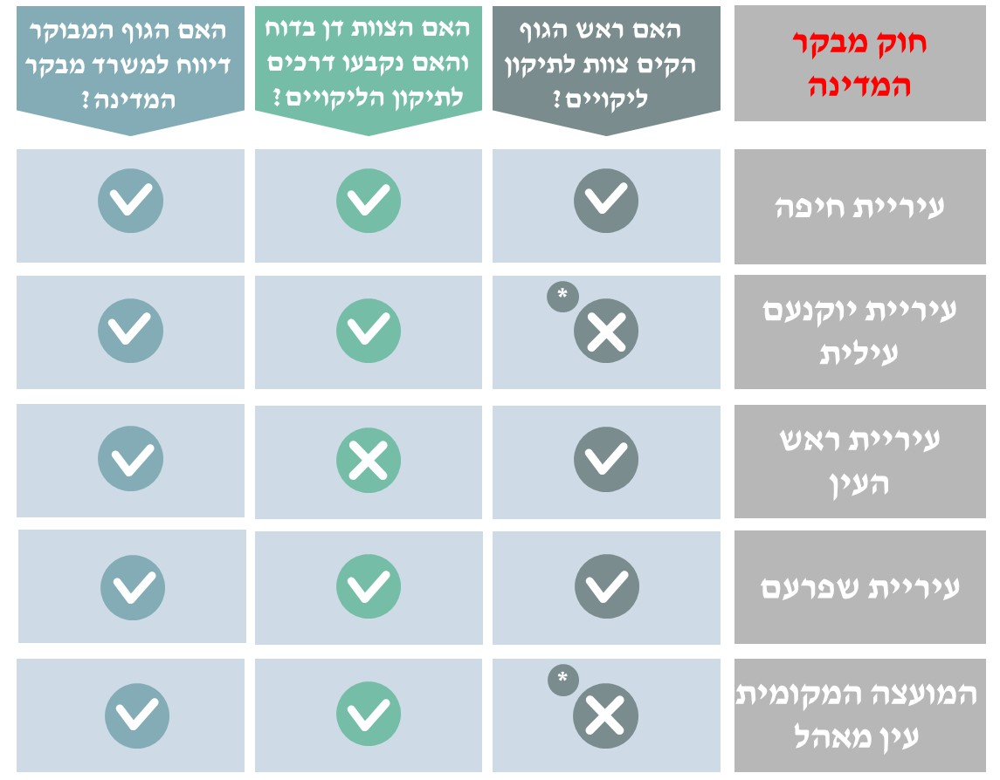 חוק מבקר
המדינה
האם ראש הגוף
הקים צוות לתיקון
ליקויים?
האם הצוות דן בדוח
והאם נקבעו דרכים
לתיקון הליקויים?
האם הגוף המבוקר
דיווח למשרד מבקר
המדינה?
עיריית חיפה
עיריית יוקנעם
עילית
*
עיריית ראש
העין
עיריית שפרעם
המועצה המקומית
עין מאהל
*